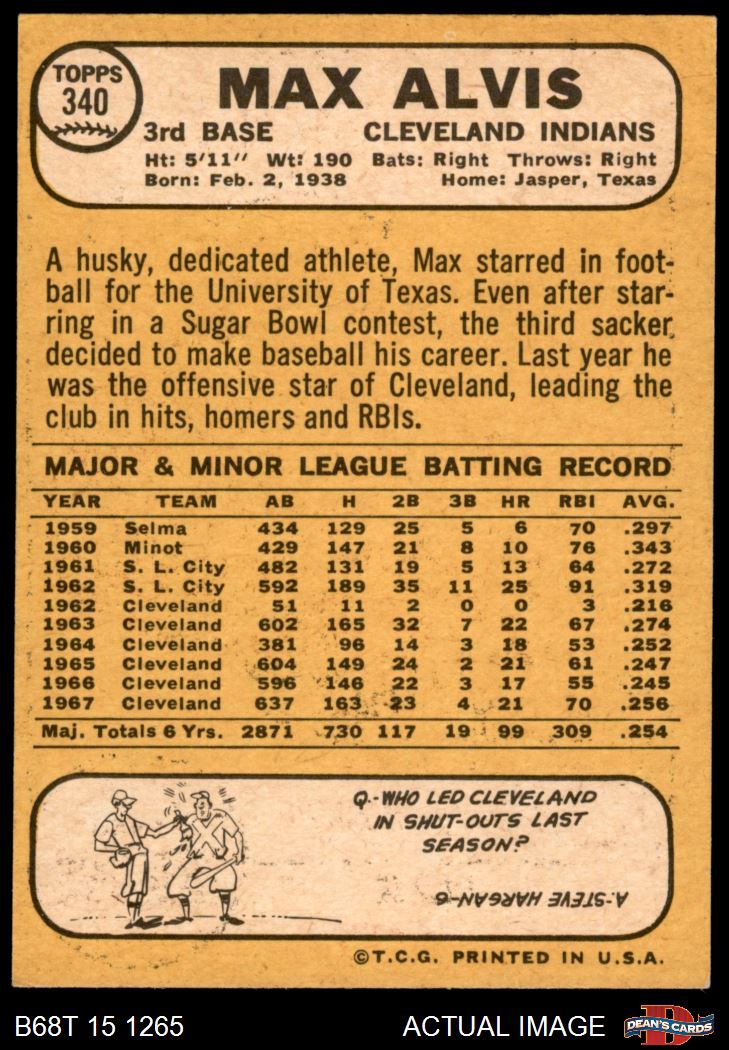 TOPPS
340
MAX ALVIS
3rd BASE CLEVELAND INDIANS
Ht: 5'11" Wt: 190 Bats: Right Throws: Right
Born: Feb. 2, 1938 Home: Jasper, Texas
A husky, dedicated athlete, Max starred in foot-
ball for the University of Texas. Even after star-
ring in a Sugar Bowl contest, the third sacker
decided to make baseball his career. Last year he
was the offensive star of Cleveland, leading the
club in hits, homers and RBIs.
MAJOR & MINOR LEAGUE BATTING RECORD
YEAR TEAM AB H 2B 3B HR RBI AVG.
1959 Selma 434 129 25 5 6 70 .297
1960 Minot 429 147 21 8 10 76 .343
1961 S. L. City 482 131 19 5 13 64 .272
1962 S. L. City 592 189 35 11 25 91 .319
1962 Cleveland 51 11 2 0 0 3 .216
1963 Cleveland 602 165 32 7 22 67 .274
1964 Cleveland 381 96 14 3 18 53 .252
1965 Cleveland 604 149 24 2 21 61 .247
1966 Cleveland 596 146 22 3 17 55 .245
1967 Cleveland 637 163 23 4 21 70 .256
Maj. Totals 6 Yrs. 2871 730 117 19 99 309 .254
Q.-WHO LED CLEVELAND
IN SHUT-OUTS LAST
SEASON?
A-STEVE HARGAN-6
©T.C.G. PRINTED IN U.S.A.
B68T 15 1265 ACTUAL IMAGE DEAN'S CARDS